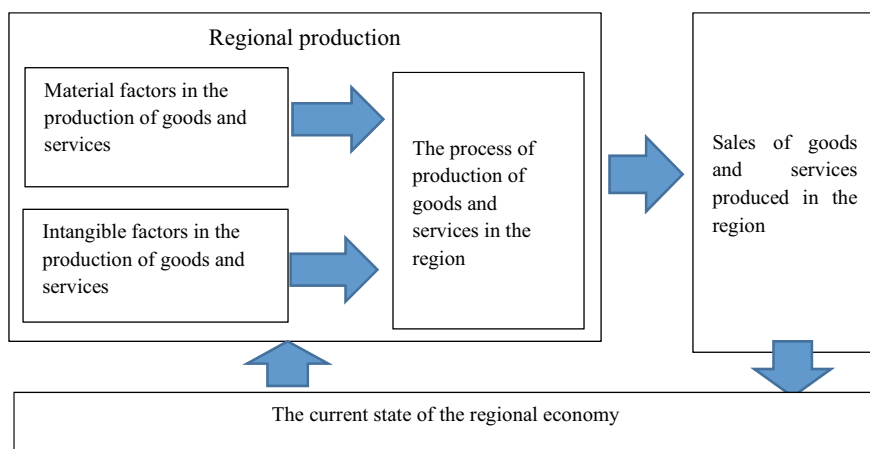 Regional production
Material factors in the
production of goods and
services
Intangible factors in the
production of goods and
services
The process of
production of
goods and
services in the
region
Sales of goods
and services
produced in the
region
The current state of the regional economy